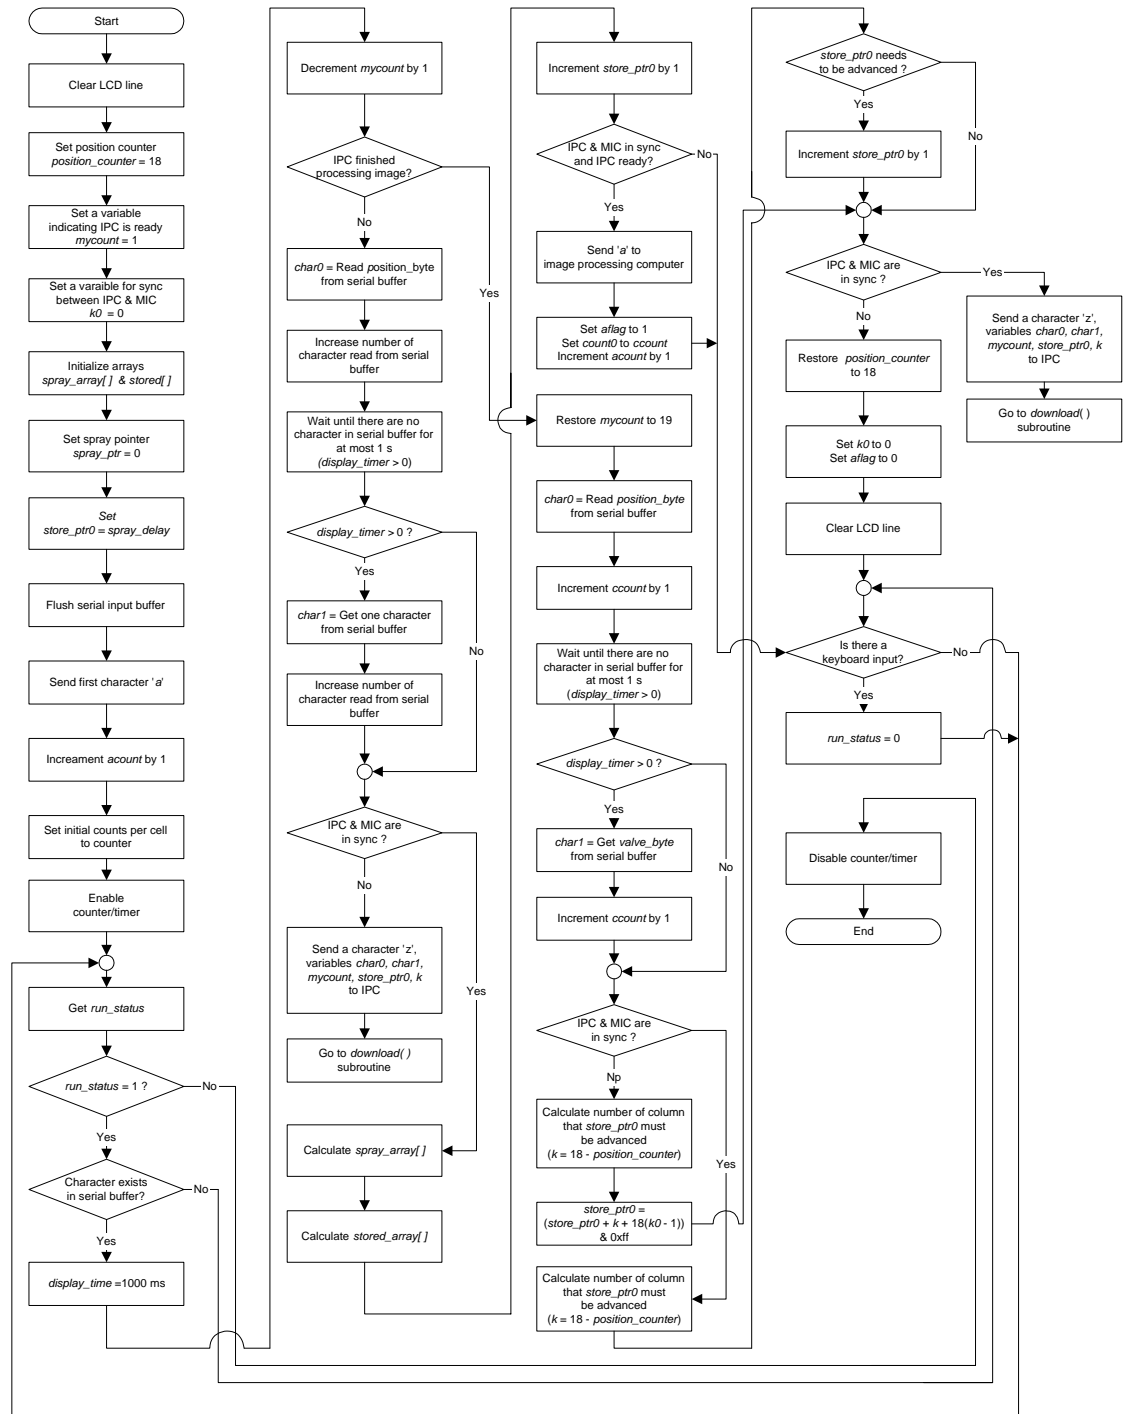 Start
Clear LCD line
Set position counter
position_counter = 18
Set a variable
indicating IPC is ready
mycount = 1
Set a varaible for sync
between IPC & MIC
k0 = 0
Initialize arrays
spray_array[ ] & stored[ ]
Set spray pointer
spray_ptr = 0
Set
store_ptr0 = spray_delay
Flush serial input buffer
Send first character 'a'
Increament acount by 1
Set initial counts per cell
to counter
Enable
counter/timer
Get run_status
run_status = 1 ?
No
Yes
Character exists
in serial buffer?
No
Yes
display_time =1000 ms
Decrement mycount by 1
IPC finished
processing image?
No
Yes
char0 = Read position_byte
from serial buffer
Increase number of
character read from serial
buffer
Wait until there are no
character in serial buffer for
at most 1 s
(display_timer > 0)
display_timer > 0 ?
Yes
No
char1 = Get one character
from serial buffer
Increase number of
character read from serial
buffer
IPC & MIC are
in sync ?
No
Yes
Send a character 'z',
variables char0, char1,
mycount, store_ptr0, k
to IPC
Go to download( )
subroutine
Calculate spray_array[ ]
Calculate stored_array[ ]
Increment store_ptr0 by 1
IPC & MIC in sync
and IPC ready?
No
Yes
Send 'a' to
image processing computer
Set aflag to 1
Set count0 to ccount
Increment acount by 1
Restore mycount to 19
char0 = Read position_byte
from serial buffer
Increment ccount by 1
Wait until there are no
character in serial buffer for
at most 1 s
(display_timer > 0)
display_timer > 0 ?
Yes
No
char1 = Get valve_byte
from serial buffer
Increment ccount by 1
IPC & MIC are
in sync ?
Np
Yes
Calculate number of column
that store_ptr0 must
be advanced
(k = 18 - position_counter)
store_ptr0 =
(store_ptr0 + k + 18(k0 - 1))
& 0xff
Calculate number of column
that store_ptr0 must
be advanced
(k = 18 - position_counter)
store_ptr0 needs
to be advanced ?
Yes
No
Increment store_ptr0 by 1
IPC & MIC are
in sync ?
Yes
No
Send a character 'z',
variables char0, char1,
mycount, store_ptr0, k
to IPC
Go to download( )
subroutine
Restore position_counter
to 18
Set k0 to 0
Set aflag to 0
Clear LCD line
Is there a
keyboard input?
No
Yes
run_status = 0
Disable counter/timer
End